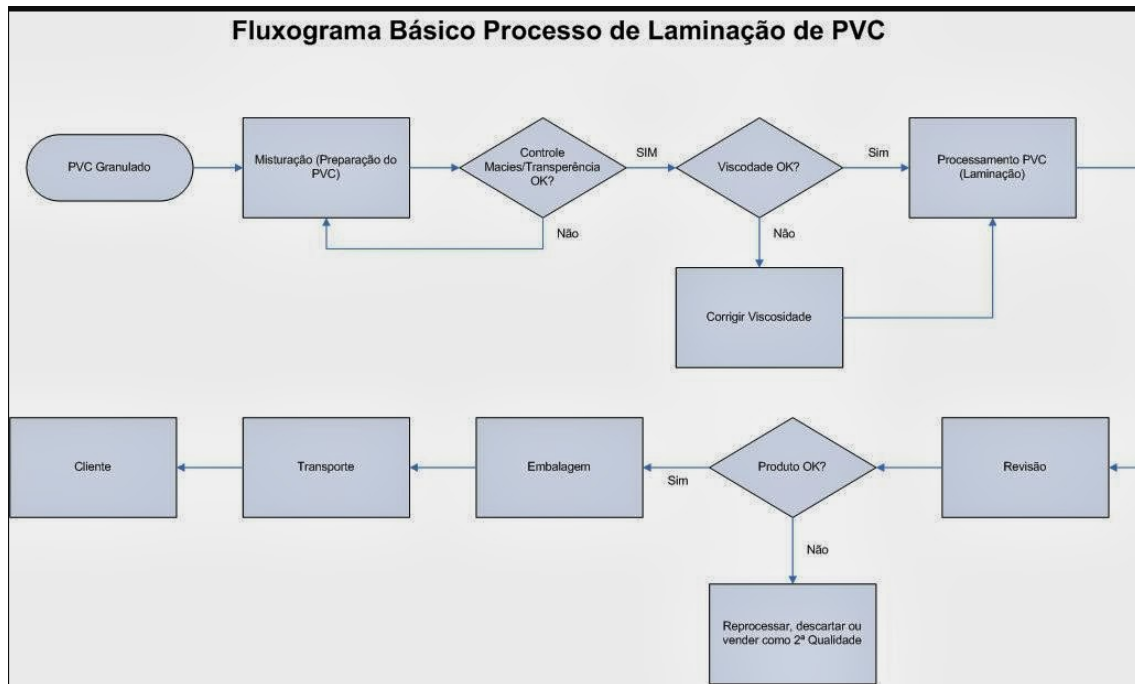 Fluxograma Básico Processo de Laminação de PVC
PVC Granulado
Misturação (Preparação do
PVC)
Controle
Macies/Transperência
OK?
SIM
Viscodade OK?
Sim
Processamento PVC
(Laminação)
Não
Não
Corrigir Viscosidade
Cliente
Transporte
Embalagem
Sim
Produto OK?
Revisão
Não
Reprocessar, descartar ou
vender como 2ª Qualidade